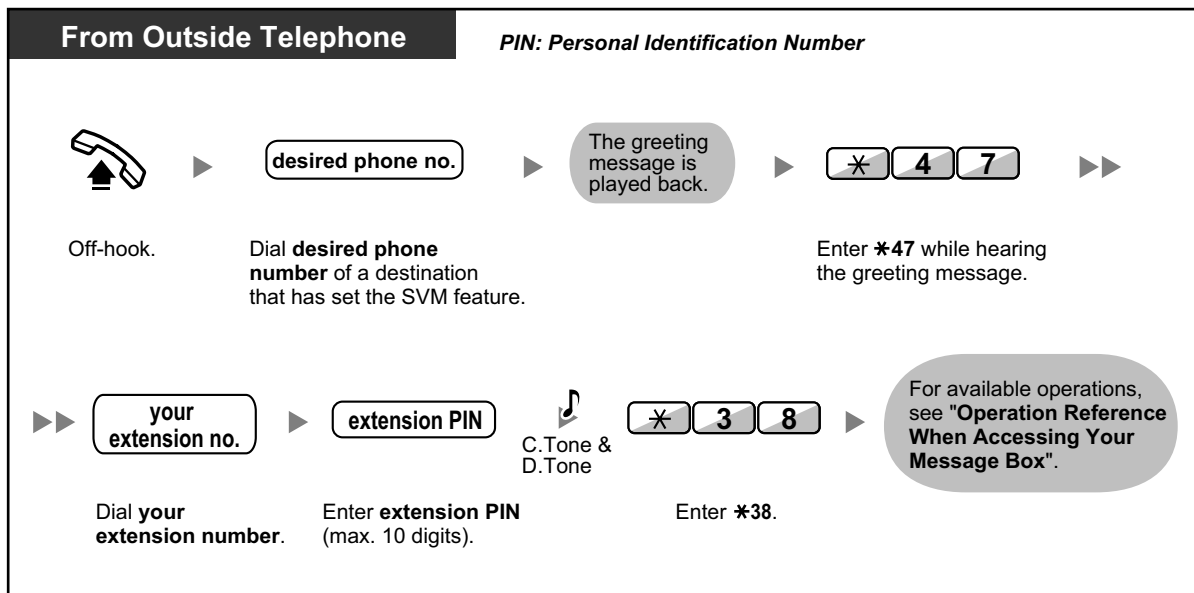 From Outside Telephone
PIN: Personal Identification Number
desired phone no.
The greeting
message is
played back.
* 4 7
Off-hook.
Dial desired phone
number of a destination
that has set the SVM feature.
Enter *47 while hearing
the greeting message.
your
extension no.
extension PIN
C.Tone &
D.Tone
* 3 8
For available operations,
see "Operation Reference
When Accessing Your
Message Box".
Dial your
extension number.
Enter extension PIN
(max. 10 digits).
Enter *38.